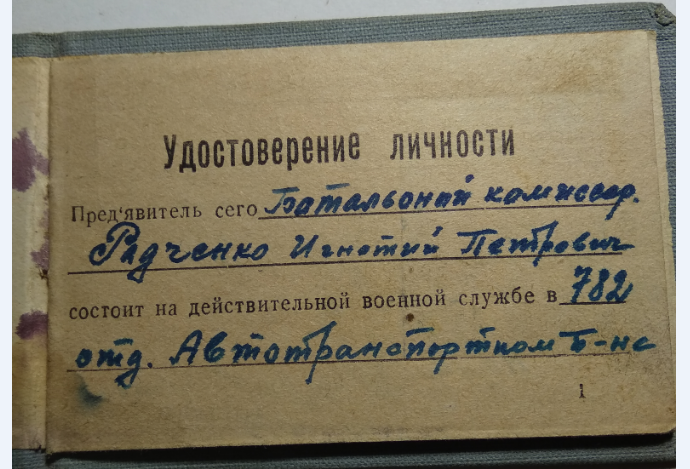 Удостоверение личности
Пред'явитель сего Батальоный комиссар.
Радченко Игнатий Петрович
состоит на действительной военной службе в 782
отд. Автотранспортном б-не
1